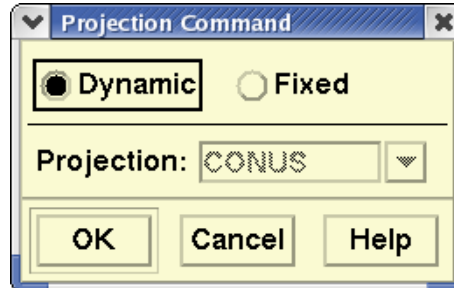 Projection Command
Dynamic Fixed
Projection: CONUS
OK Cancel Help